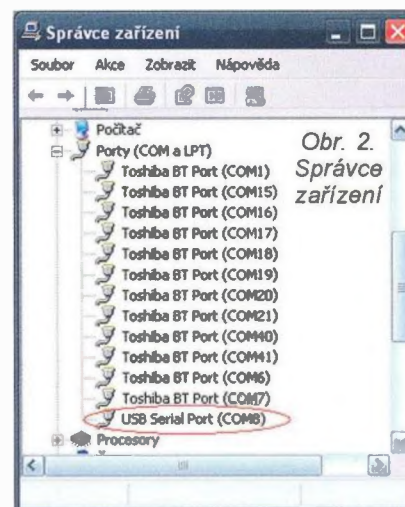 Správce zařízení
Soubor Akce Zobrazit Nápověda
Počítač
Porty (COM a LPT)
Toshiba BT Port (COM1)
Toshiba BT Port (COM15)
Toshiba BT Port (COM16)
Toshiba BT Port (COM17)
Toshiba BT Port (COM18)
Toshiba BT Port (COM19)
Toshiba BT Port (COM20)
Toshiba BT Port (COM21)
Toshiba BT Port (COM40)
Toshiba BT Port (COM41)
Toshiba BT Port (COM6)
Toshiba BT Port (COM7)
USB Serial Port (COM8)
Procesory
Obr. 2.
Správce
zařízení